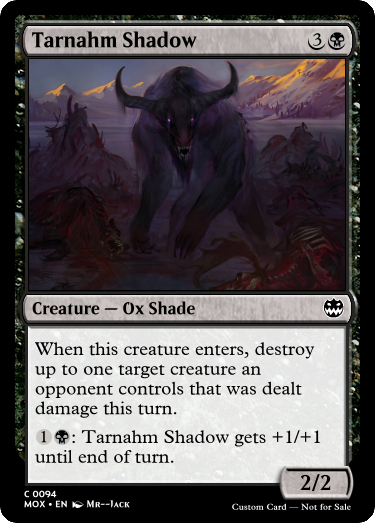 Tarnahm Shadow 3
Creature — Ox Shade
When this creature enters, destroy
up to one target creature an
opponent controls that was dealt
damage this turn.
1: Tarnahm Shadow gets +1/+1
until end of turn.
2/2
C 0094
MOX • EN Mr--Jack
Custom Card — Not for Sale